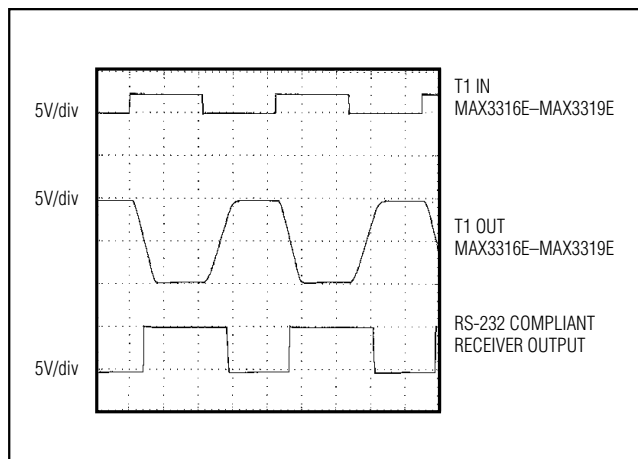 5V/div
T1 IN
MAX3316E–MAX3319E
5V/div
T1 OUT
MAX3316E–MAX3319E
5V/div
RS-232 COMPLIANT
RECEIVER OUTPUT